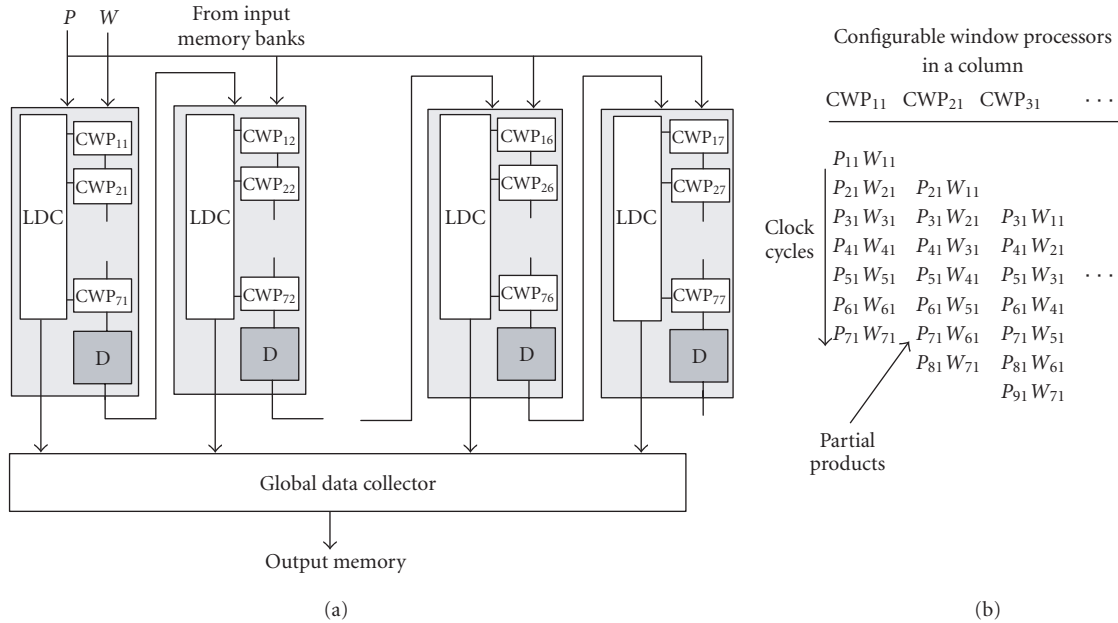 P W From input
memory banks
LDC CWP₁₁ LDC CWP₁₂ CWP₁₆ LDC CWP₁₇
CWP₂₁ CWP₂₂ LDC CWP₂₆ CWP₂₇
CWP₇₁ CWP₇₂ CWP₇₆ CWP₇₇
D D D D
Global data collector
Output memory
(a)
Configurable window processors
in a column
CWP₁₁ CWP₂₁ CWP₃₁ · · ·
P₁₁W₁₁
P₂₁W₂₁ P₂₁W₁₁
P₃₁W₃₁ P₃₁W₂₁ P₃₁W₁₁
P₄₁W₄₁ P₄₁W₃₁ P₄₁W₂₁
P₅₁W₅₁ P₅₁W₄₁ P₅₁W₃₁ · · ·
P₆₁W₆₁ P₆₁W₅₁ P₆₁W₄₁
P₇₁W₇₁ P₇₁W₆₁ P₇₁W₅₁
P₈₁W₇₁ P₈₁W₆₁
P₉₁W₇₁
Clock
cycles
Partial
products
(b)